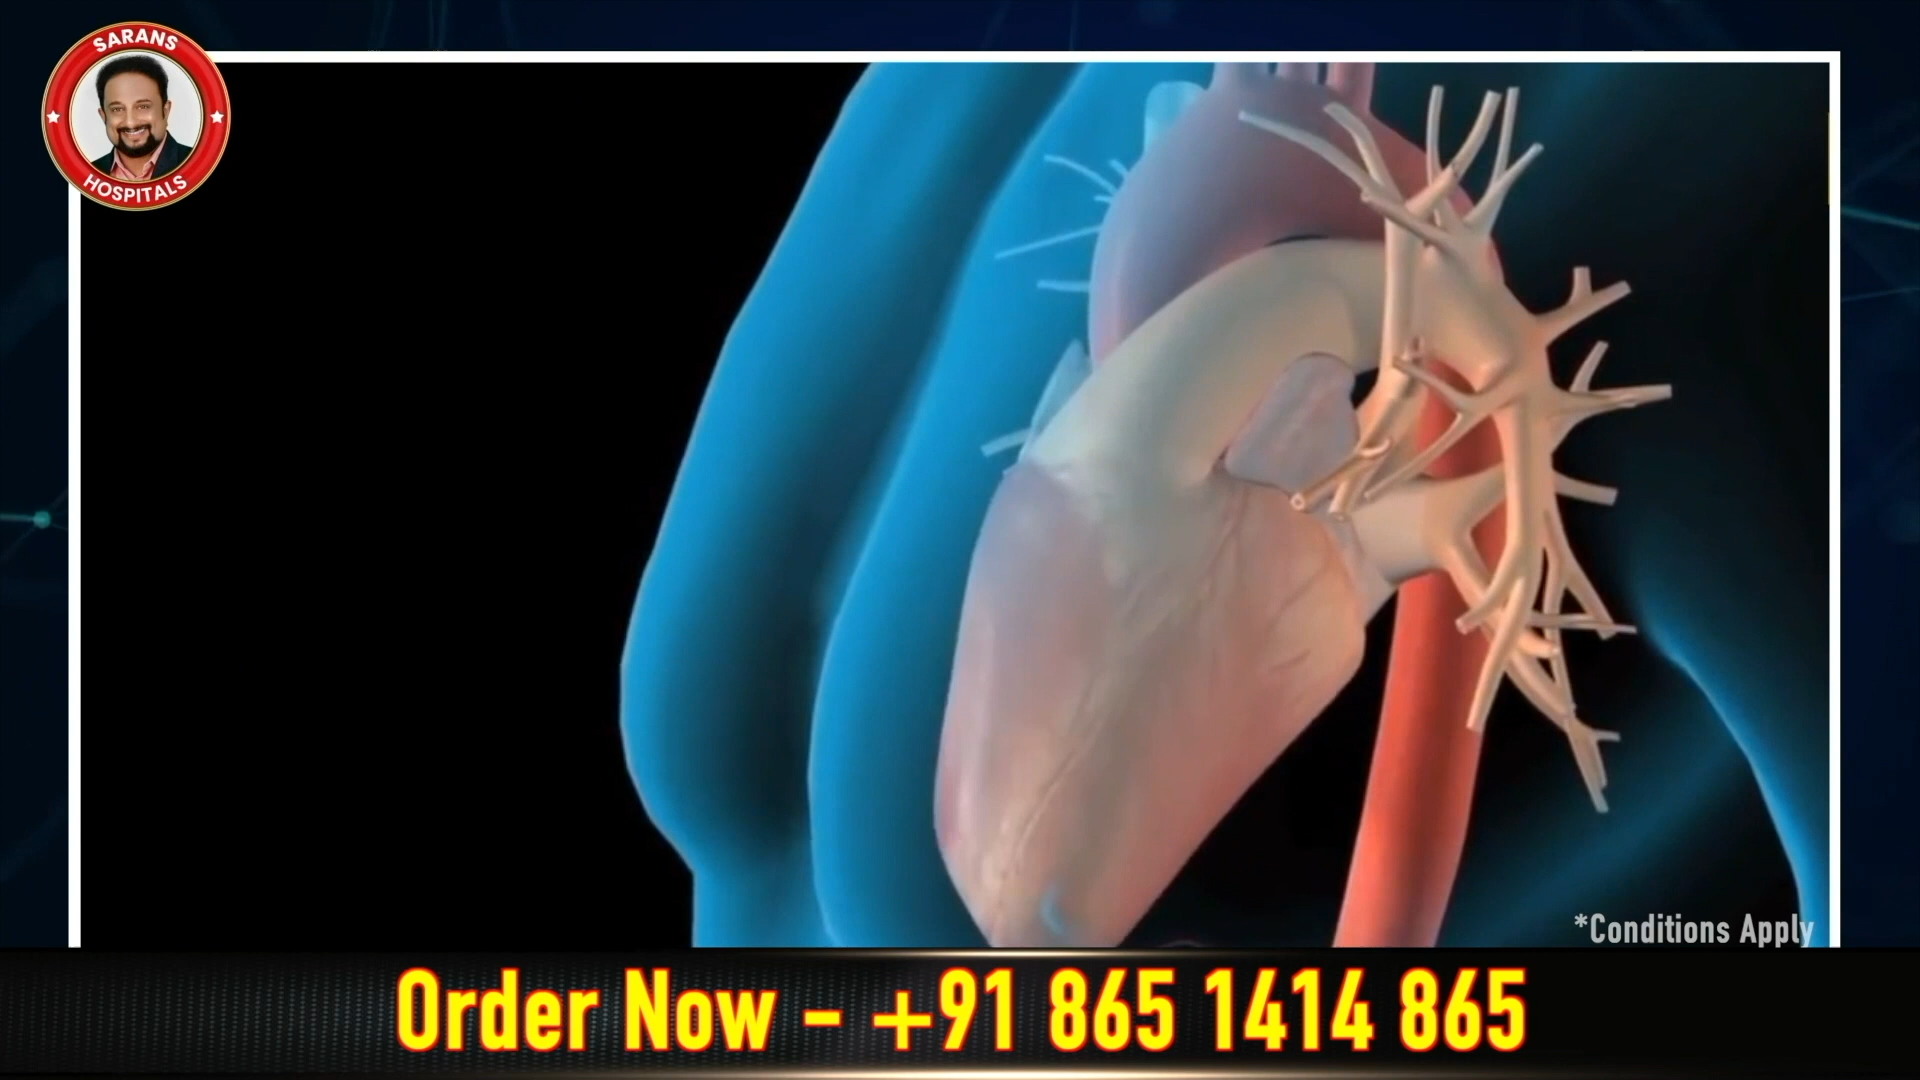 SARANS
HOSPITALS
*Conditions Apply
Order Now - +91 865 1414 865